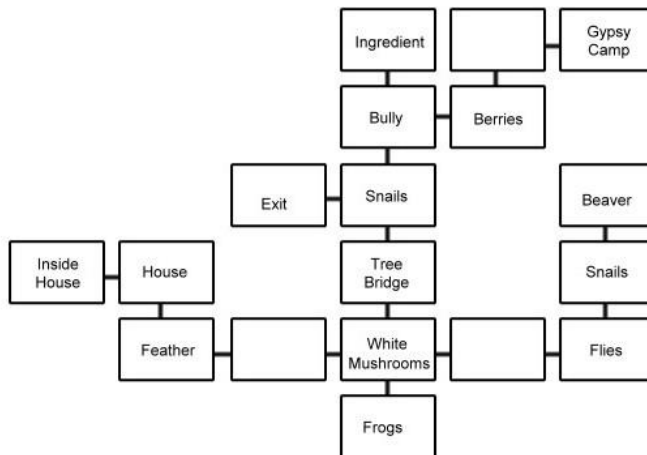 Ingredient
Gypsy
Camp
Bully
Berries
Exit
Snails
Beaver
Inside
House
House
Tree
Bridge
Snails
Feather
White
Mushrooms
Flies
Frogs